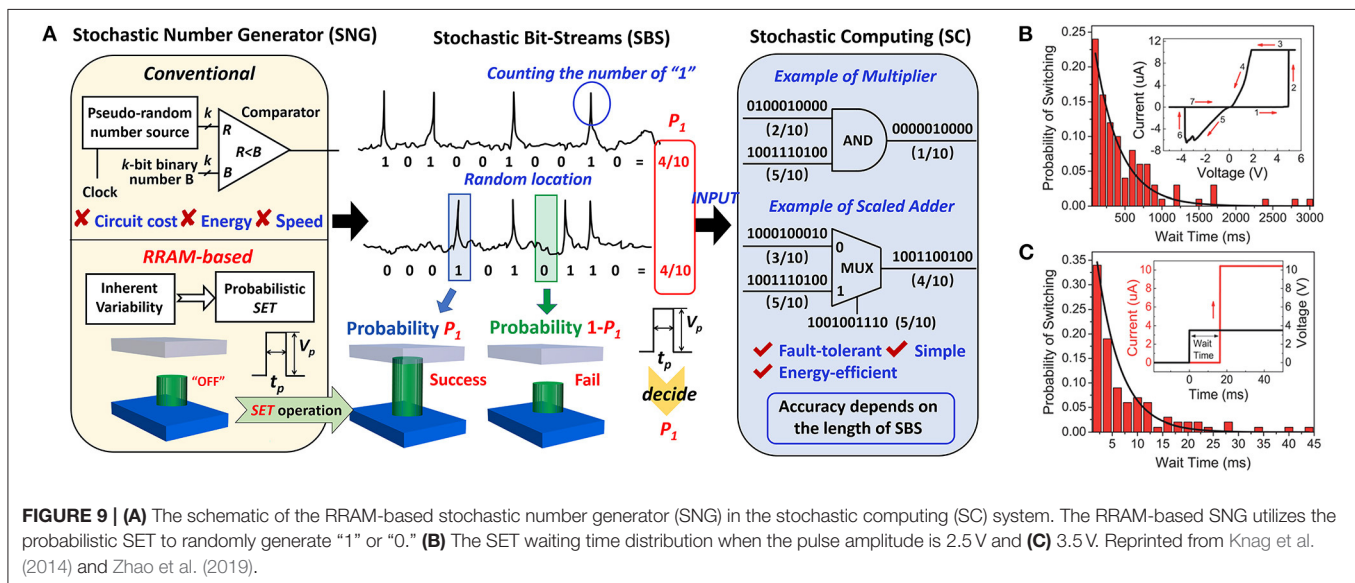 A
Stochastic Number Generator (SNG)
Conventional
Pseudo-random
number source
k
R
Comparator
R<B
k-bit binary
number B
k
B
Clock
✘ Circuit cost ✘ Energy ✘ Speed
RRAM-based
Inherent
Variability
Probabilistic
SET
Vp
tp
"OFF"
SET operation
Stochastic Bit-Streams (SBS)
Counting the number of "1"
P1
1 0 1 0 0 1 0 0 1 0 = 4/10
Random location
0 0 0 1 0 1 0 1 1 0 = 4/10
Probability P1
Success
Probability 1-P1
Fail
Vp
tp
decide
P1
INPUT
Stochastic Computing (SC)
Example of Multiplier
0100010000
(2/10)
1001110100
(5/10)
AND
0000010000
(1/10)
Example of Scaled Adder
1000100010
(3/10)
1001110100
(5/10)
0
MUX
1
1001100100
(4/10)
1001001110 (5/10)
✔ Fault-tolerant ✔ Simple
✔ Energy-efficient
Accuracy depends on
the length of SBS
B
Probability of Switching
0.25
0.20
0.15
0.10
0.05
0.00
500 1000 1500 2000 2500 3000
Wait Time (ms)
Current (uA)
12
8
4
0
-4
-8
-4 -2 0 2 4 6
Voltage (V)
1
2
3
4
5
6
7
C
Probability of Switching
0.35
0.30
0.25
0.20
0.15
0.10
0.05
0.00
5 10 15 20 25 30 35 40 45
Wait Time (ms)
Current (uA)
10
8
6
4
2
0
Voltage (V)
10
8
6
4
2
0
Wait
Time
0 20 40
Time (ms)
FIGURE 9 | (A) The schematic of the RRAM-based stochastic number generator (SNG) in the stochastic computing (SC) system. The RRAM-based SNG utilizes the
probabilistic SET to randomly generate "1" or "0." (B) The SET waiting time distribution when the pulse amplitude is 2.5 V and (C) 3.5 V. Reprinted from Knag et al.
(2014) and Zhao et al. (2019).